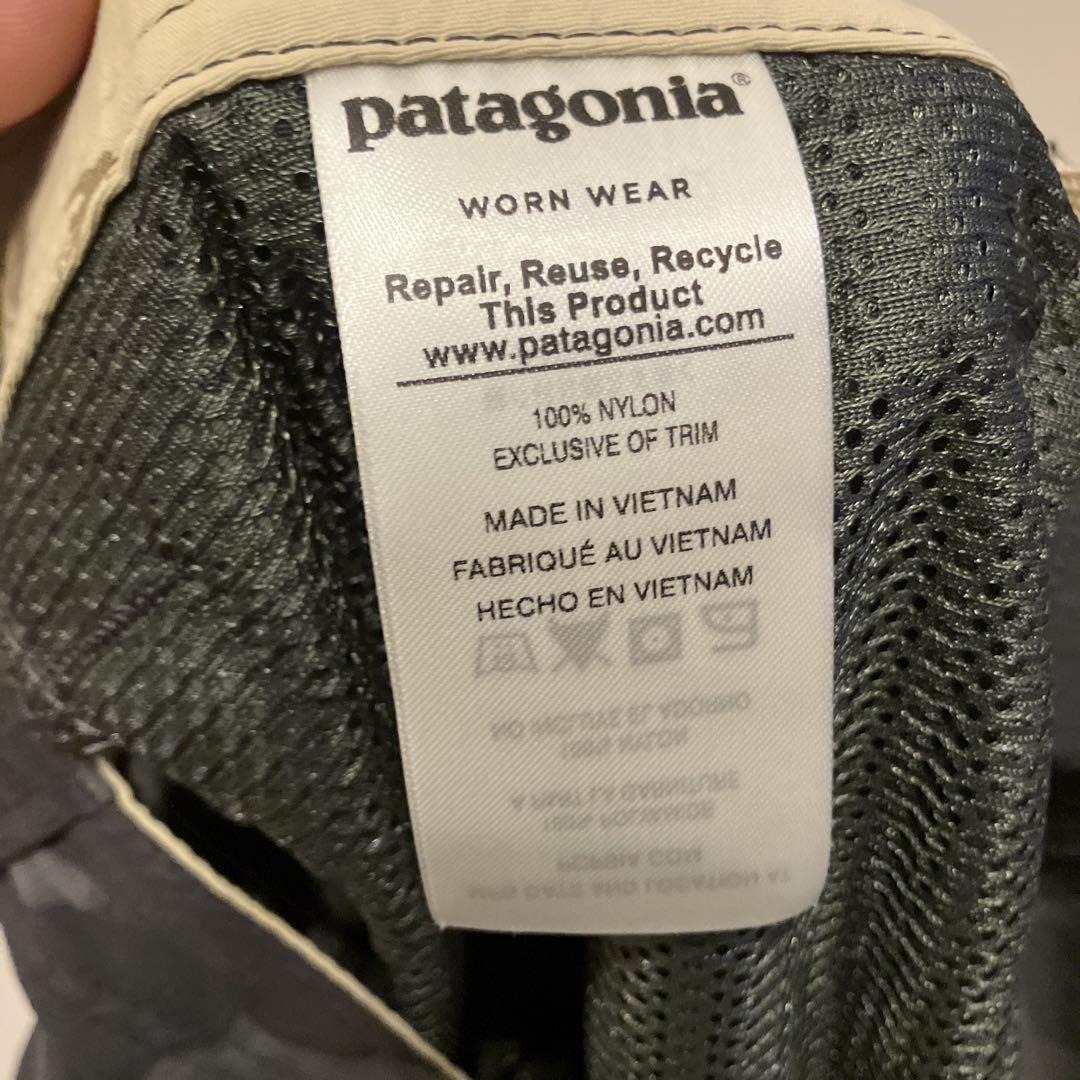 patagonia®
WORN WEAR
Repair, Reuse, Recycle
This Product
www.patagonia.com
100% NYLON
EXCLUSIVE OF TRIM
MADE IN VIETNAM
FABRIQUÉ AU VIETNAM
HECHO EN VIETNAM